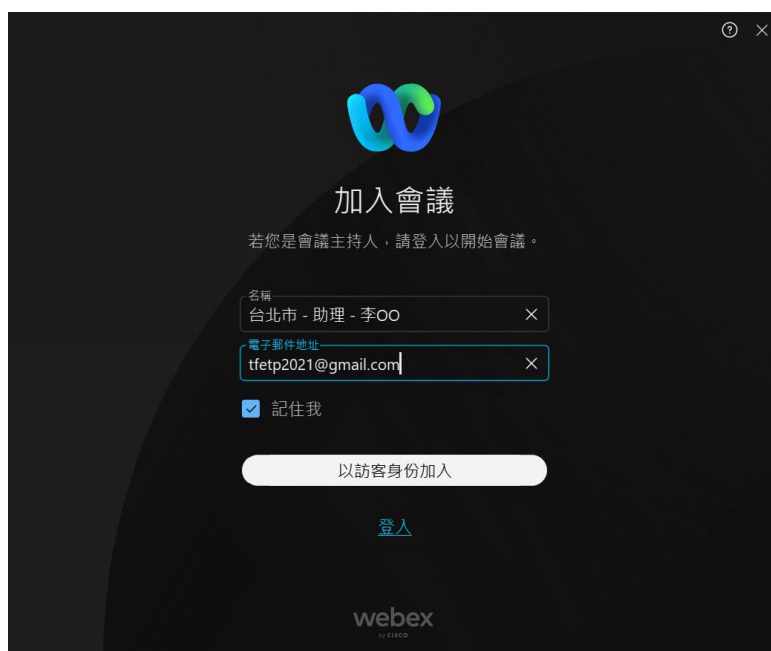 加入會議
若您是會議主持人，請登入以開始會議。
名稱
台北市 - 助理 - 李OO
電子郵件地址
tfetp2021@gmail.com
記住我
以訪客身份加入
登入
webex
by CISCO